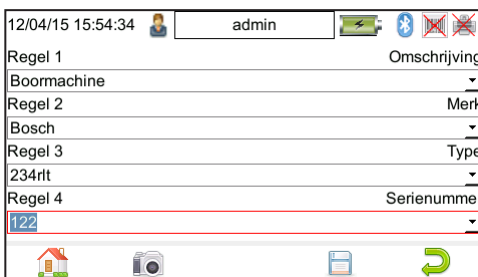 12/04/15 15:54:34 admin
Regel 1 Omschrijving
Boormachine
Regel 2 Merk
Bosch
Regel 3 Type
234rlt
Regel 4 Serienumme
122